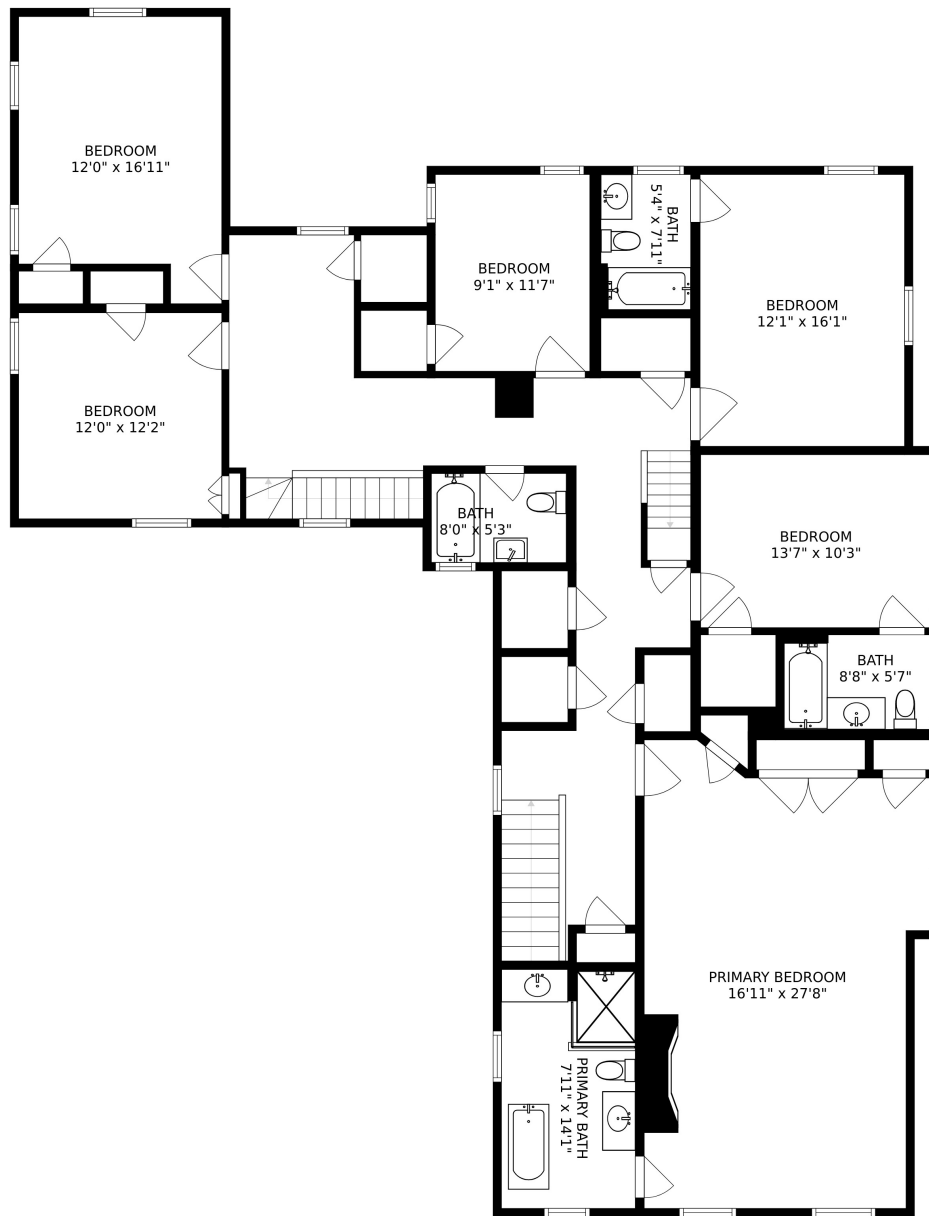 BEDROOM
12'0" x 16'11"
BATH
5'4" x 7'11"
BEDROOM
9'1" x 11'7"
BEDROOM
12'1" x 16'1"
BEDROOM
12'0" x 12'2"
BATH
8'0" x 5'3"
BEDROOM
13'7" x 10'3"
BATH
8'8" x 5'7"
PRIMARY BEDROOM
16'11" x 27'8"
PRIMARY BATH
7'11" x 14'1"